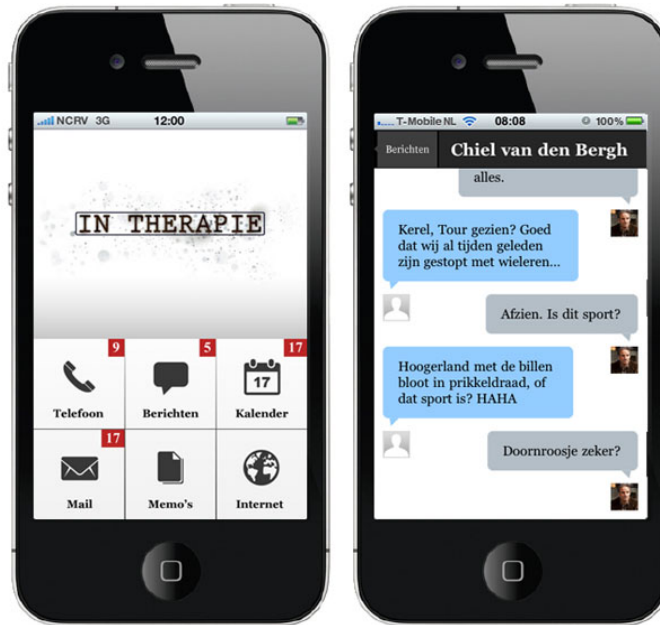 NCRV 3G 12:00
IN THERAPIE
9 5 17
17
Telefoon Berichten Kalender
17
Mail Memo's Internet
T-Mobile NL 08:08 100%
Berichten Chiel van den Bergh
alles.
Kerel, Tour gezien? Goed
dat wij al tijden geleden
zijn gestopt met wieleren...
Afzien. Is dit sport?
Hoogerland met de billen
bloot in prikkeldraad, of
dat sport is? HAHA
Doornroosje zeker?